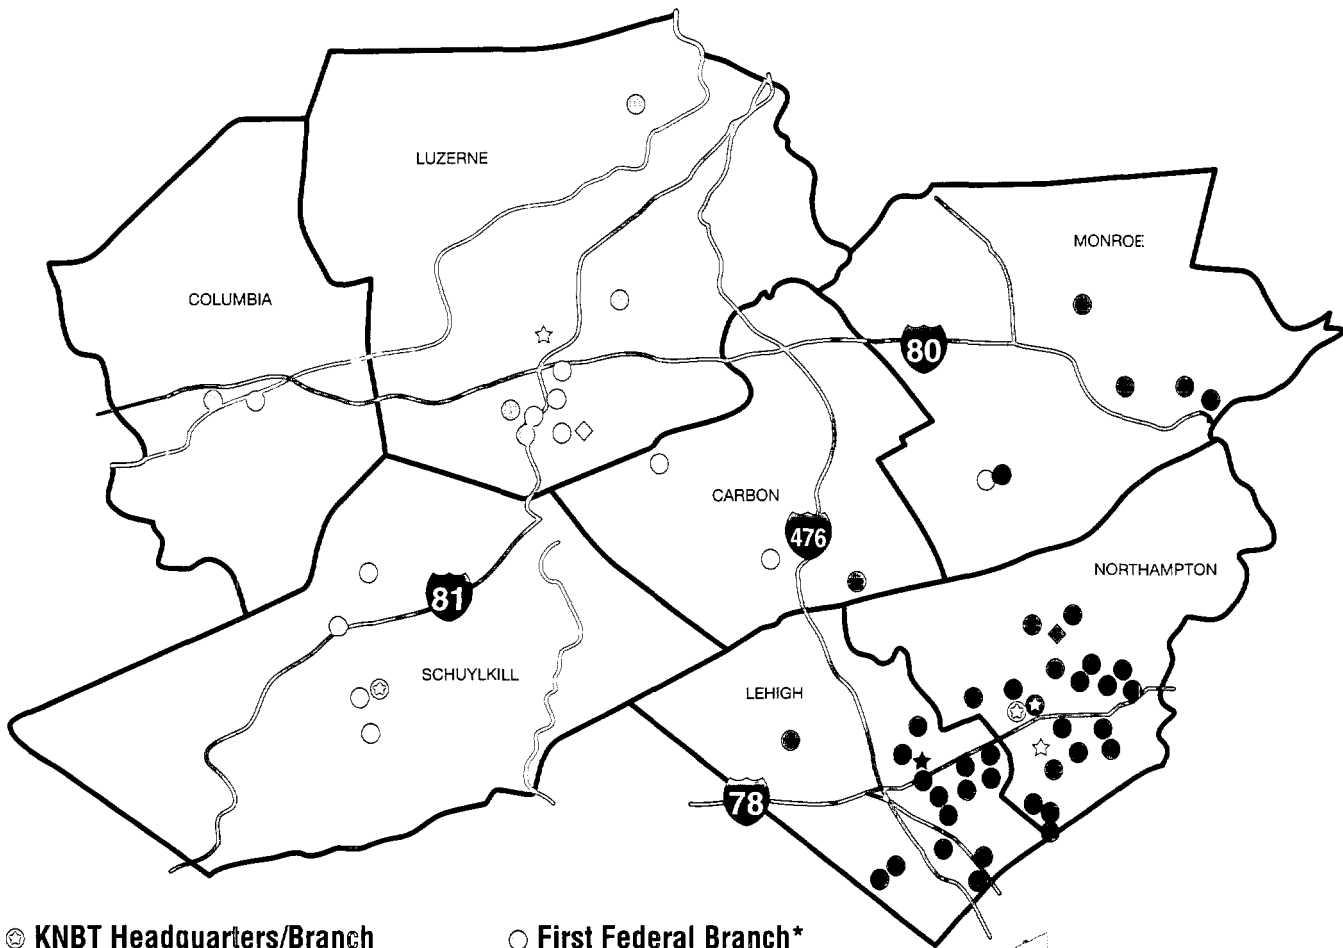 LUZERNE
MONROE
COLUMBIA
80
CARBON
476
NORTHAMPTON
81
SCHUYLKILL
LEHIGH
78
KNBT Headquarters/Branch
First Federal Branch*